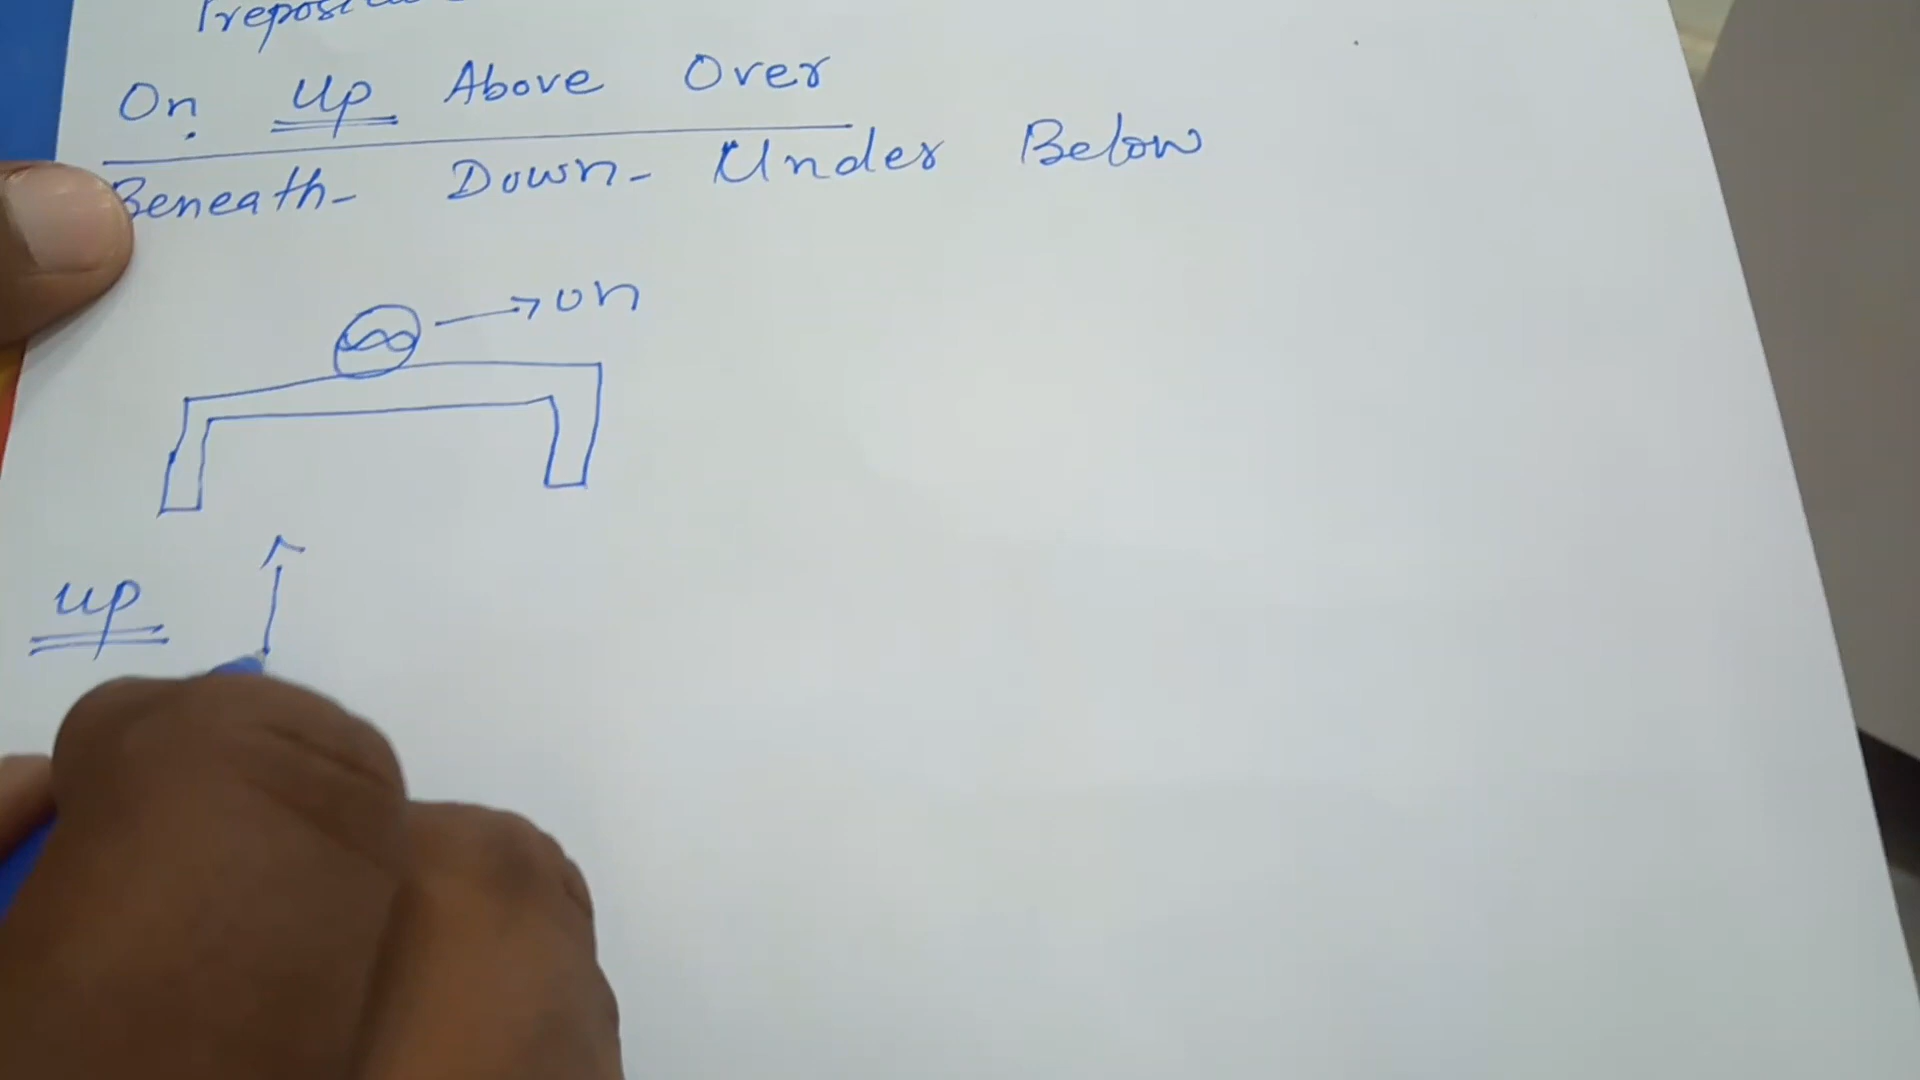 On Up Above Over
Beneath- Down- Under Below
→ on
up